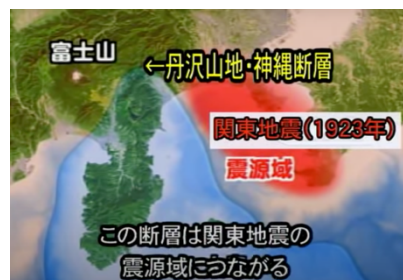 富士山
←丹沢山地・神縄断層
関東地震(1923年)
震源域
この断層は関東地震の
震源域につながる